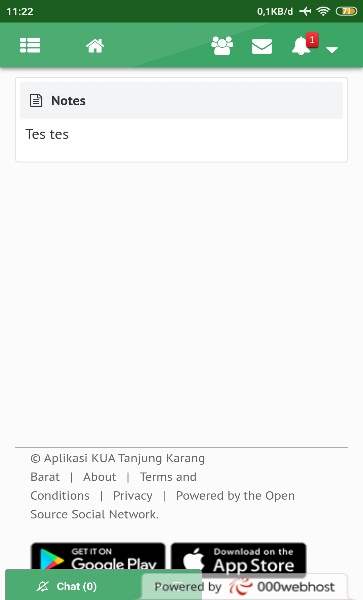 11:22
0,1KB/d
71
1
Notes
Tes tes
© Aplikasi KUA Tanjung Karang
Barat | About | Terms and
Conditions | Privacy | Powered by the Open
Source Social Network.
GET IT ON
Google Play
Download on the
App Store
Chat (0)
Powered by 000webhost